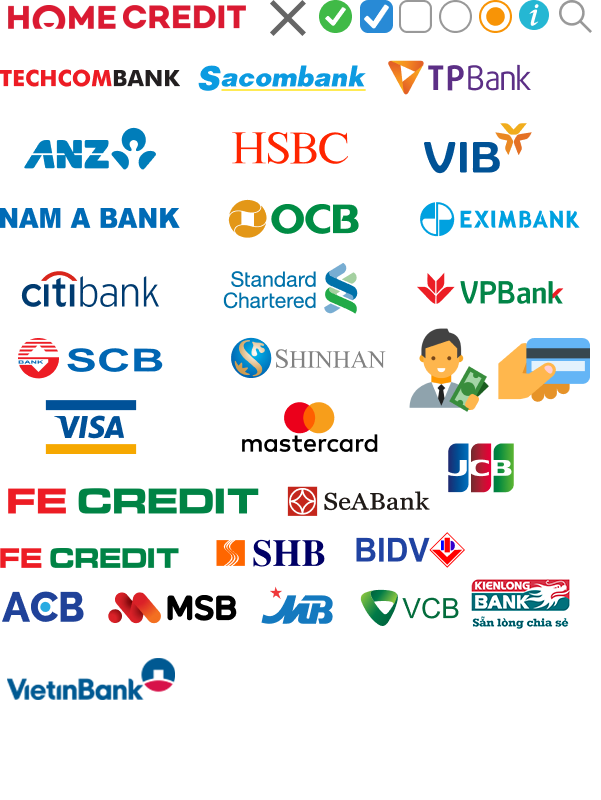 HOME CREDIT
i
TECHCOMBANK
Sacombank
TPBank
ANZ
HSBC
VIB
NAM A BANK
OCB
EXIMBANK
citibank
Standard
Chartered
VPBank
BANK
SCB
SHINHAN
VISA
mastercard
JCB
FE CREDIT
SeABank
FE CREDIT
SHB
BIDV
ACB
MSB
MB
VCB
KIENLONG
BANK
Sẵn lòng chia sẻ
VietinBank